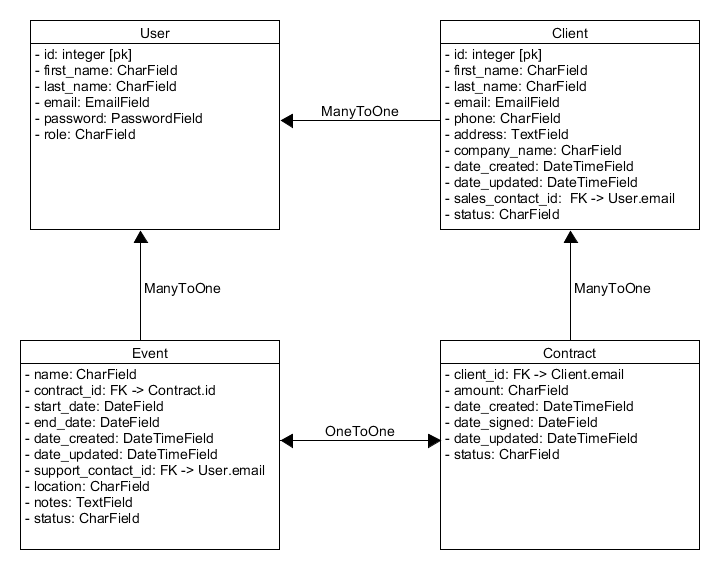 User
- id: integer [pk]
- first_name: CharField
- last_name: CharField
- email: EmailField
- password: PasswordField
- role: CharField
ManyToOne
Client
- id: integer [pk]
- first_name: CharField
- last_name: CharField
- email: EmailField
- phone: CharField
- address: TextField
- company_name: CharField
- date_created: DateTimeField
- date_updated: DateTimeField
- sales_contact_id:  FK -> User.email
- status: CharField
ManyToOne
ManyToOne
Event
- name: CharField
- contract_id: FK -> Contract.id
- start_date: DateField
- end_date: DateField
- date_created: DateTimeField
- date_updated: DateTimeField
- support_contact_id: FK -> User.email
- location: CharField
- notes: TextField
- status: CharField
OneToOne
Contract
- client_id: FK -> Client.email
- amount: CharField
- date_created: DateTimeField
- date_signed: DateField
- date_updated: DateTimeField
- status: CharField